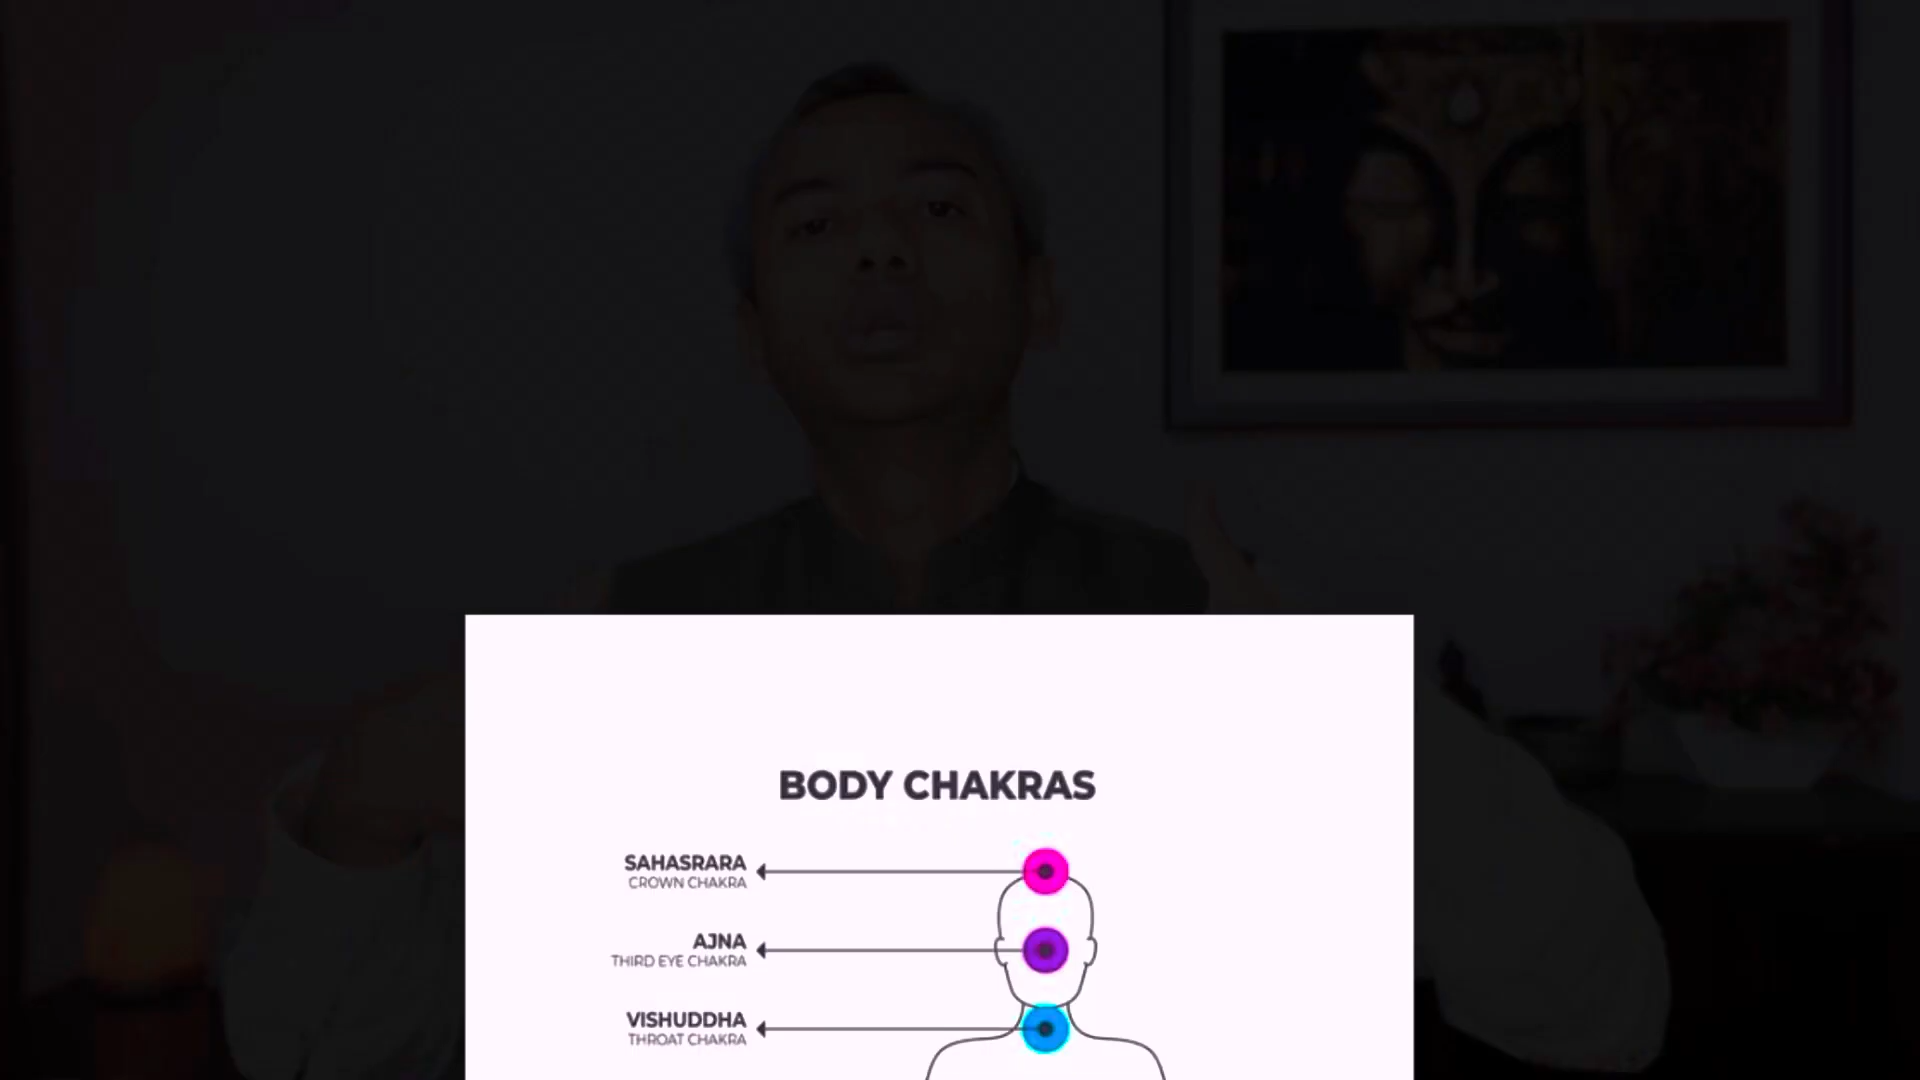 BODY CHAKRAS
SAHASRARA
CROWN CHAKRA
AJNA
THIRD EYE CHAKRA
VISHUDDHA
THROAT CHAKRA